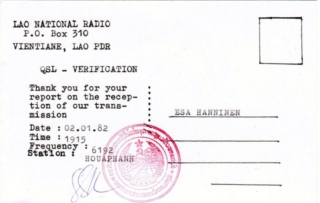 LAO NATIONAL RADIO
P.O. Box 310
VIENTIANE, LAO PDR
QSL - VERIFICATION
Thank you for your
report on the recep-
tion of our trans-
mission
ESA HANNINEN
Date : 02.01.82
Time : 1915
Frequency : 6192
Station : HOUAPHANH